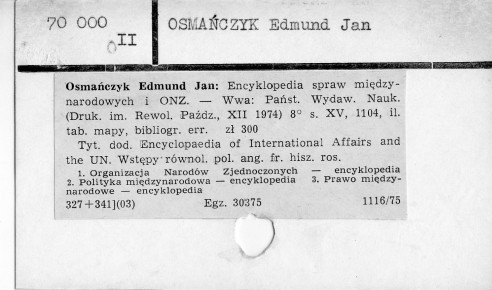 70 000 II
OSMAŃCZYK Edmund Jan
Osmańczyk Edmund Jan: Encyklopedia spraw między-
narodowych i ONZ. — Wwa: Państ. Wydaw. Nauk.
(Druk. im. Rewol. Paźdz., XII 1974) 8° s. XV, 1104, il.
tab. mapy, bibliogr. err. zł 300
Tyt. dod. Encyclopaedia of International Affairs and
the UN. Wstępy równol. pol. ang. fr. hisz. ros.
1. Organizacja Narodów Zjednoczonych — encyklopedia
2. Polityka międzynarodowa — encyklopedia 3. Prawo między-
narodowe — encyklopedia
327+341](03) Egz. 30375 1116/75